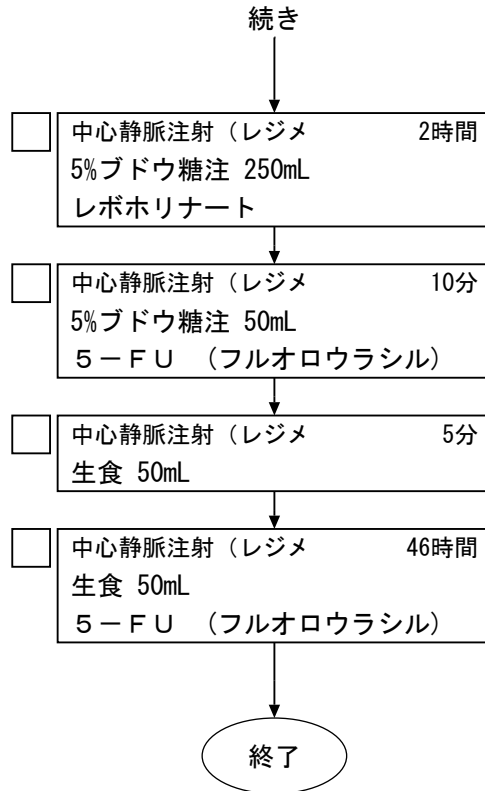 続き
中心静脈注射（レジメ 2時間
5%ブドウ糖注 250mL
レボホリナート
中心静脈注射（レジメ 10分
5%ブドウ糖注 50mL
５－ＦＵ （フルオロウラシル）
中心静脈注射（レジメ 5分
生食 50mL
中心静脈注射（レジメ 46時間
生食 50mL
５－ＦＵ （フルオロウラシル）
終了